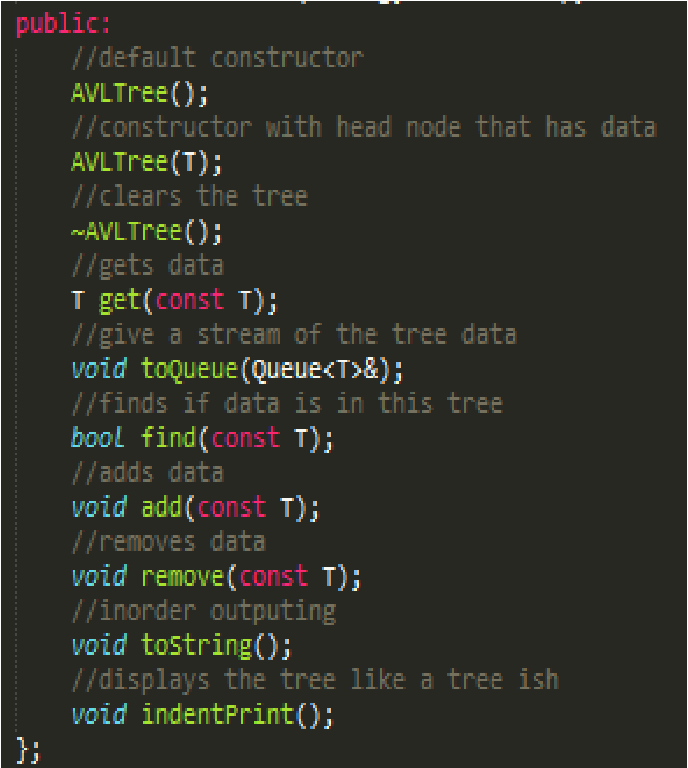 public:
//default constructor
AVLTree();
//constructor with head node that has data
AVLTree(T);
//clears the tree
~AVLTree();
//gets data
T get(const T);
//give a stream of the tree data
void toQueue(Queue<T>&);
//finds if data is in this tree
bool find(const T);
//adds data
void add(const T);
//removes data
void remove(const T);
//inorder outputing
void toString();
//displays the tree like a tree ish
void indentPrint();
};